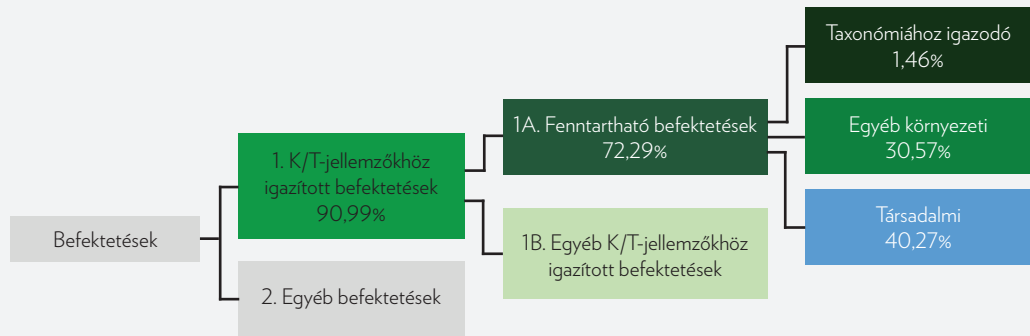 Befektetések
1. K/T-jellemzőkhöz
igazított befektetések
90,99%
2. Egyéb befektetések
1A. Fenntartható befektetések
72,29%
1B. Egyéb K/T-jellemzőkhöz
igazított befektetések
Taxonómiához igazodó
1,46%
Egyéb környezeti
30,57%
Társadalmi
40,27%